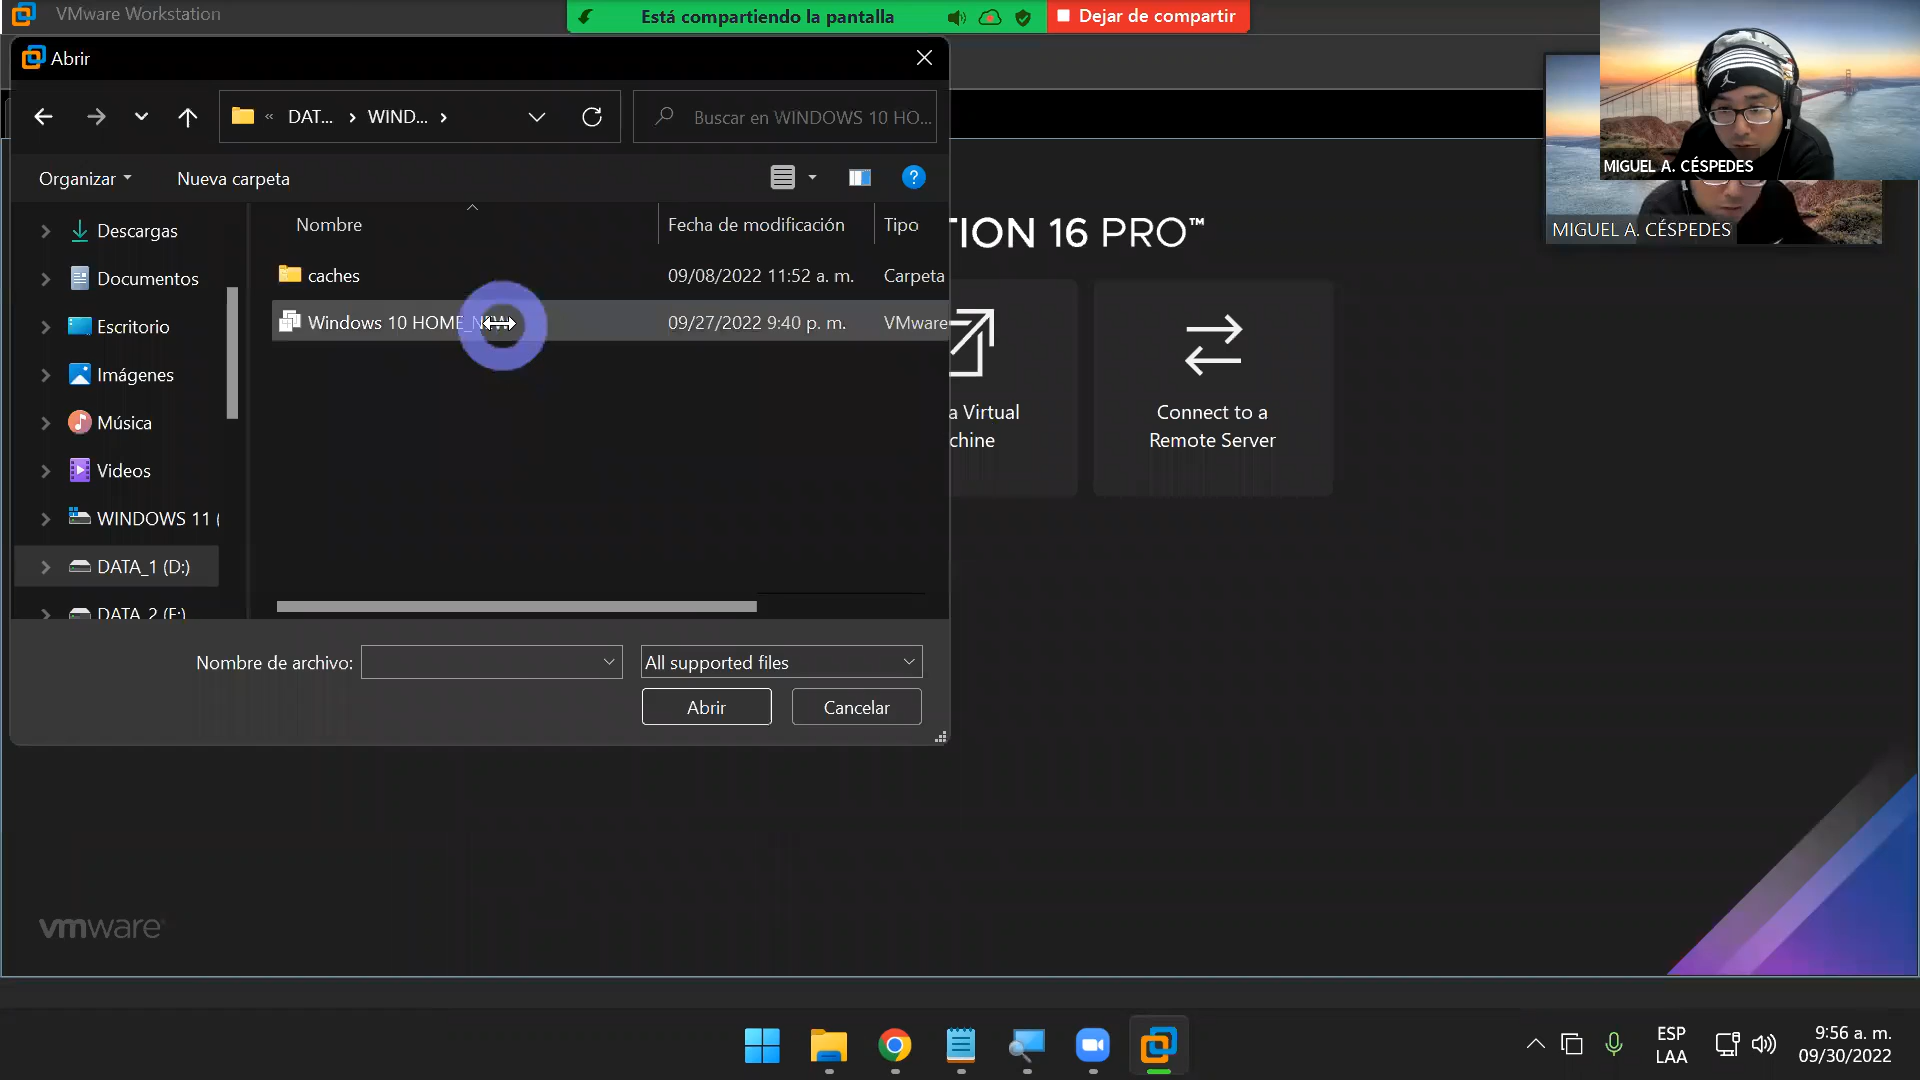 VMware Workstation
Está compartiendo la pantalla
Dejar de compartir
Abrir
« DAT... > WIND... >
Buscar en WINDOWS 10 HO...
MIGUEL A. CÉSPEDES
MIGUEL A. CÉSPEDES
Organizar
Nueva carpeta
Nombre
Fecha de modificación
Tipo
TION 16 PRO™
Descargas
caches
09/08/2022 11:52 a. m.
Carpeta
Documentos
Windows 10 HOME_
09/27/2022 9:40 p. m.
VMware
Escritorio
Imágenes
Música
Videos
WINDOWS 11 (
DATA_1 (D:)
DATA_2 (E:)
a Virtual
chine
Connect to a
Remote Server
Nombre de archivo:
All supported files
Abrir
Cancelar
vmware
ESP
LAA
9:56 a. m.
09/30/2022